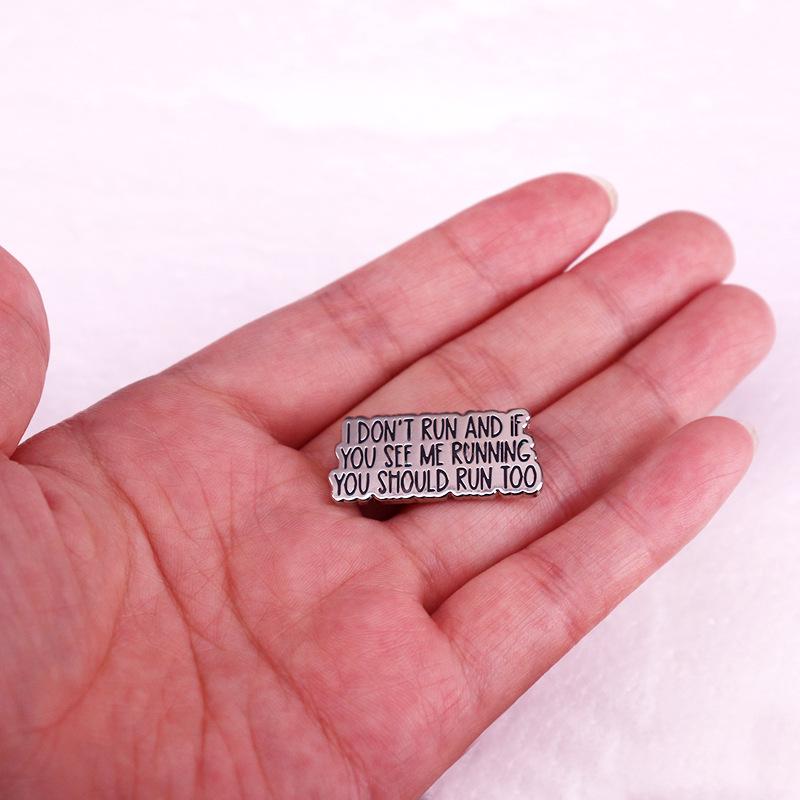 I DON'T RUN AND IF
YOU SEE ME RUNNING,
YOU SHOULD RUN TOO